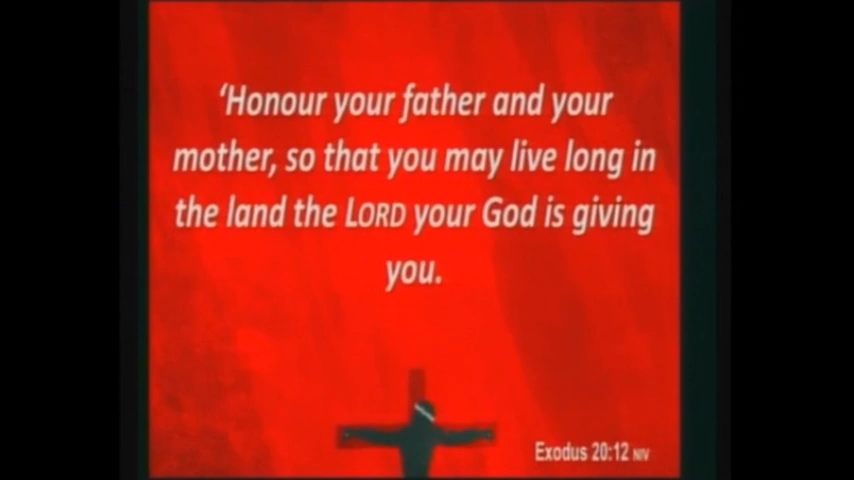 ‘Honour your father and your
mother, so that you may live long in
the land the LORD your God is giving
you.
Exodus 20:12 NIV